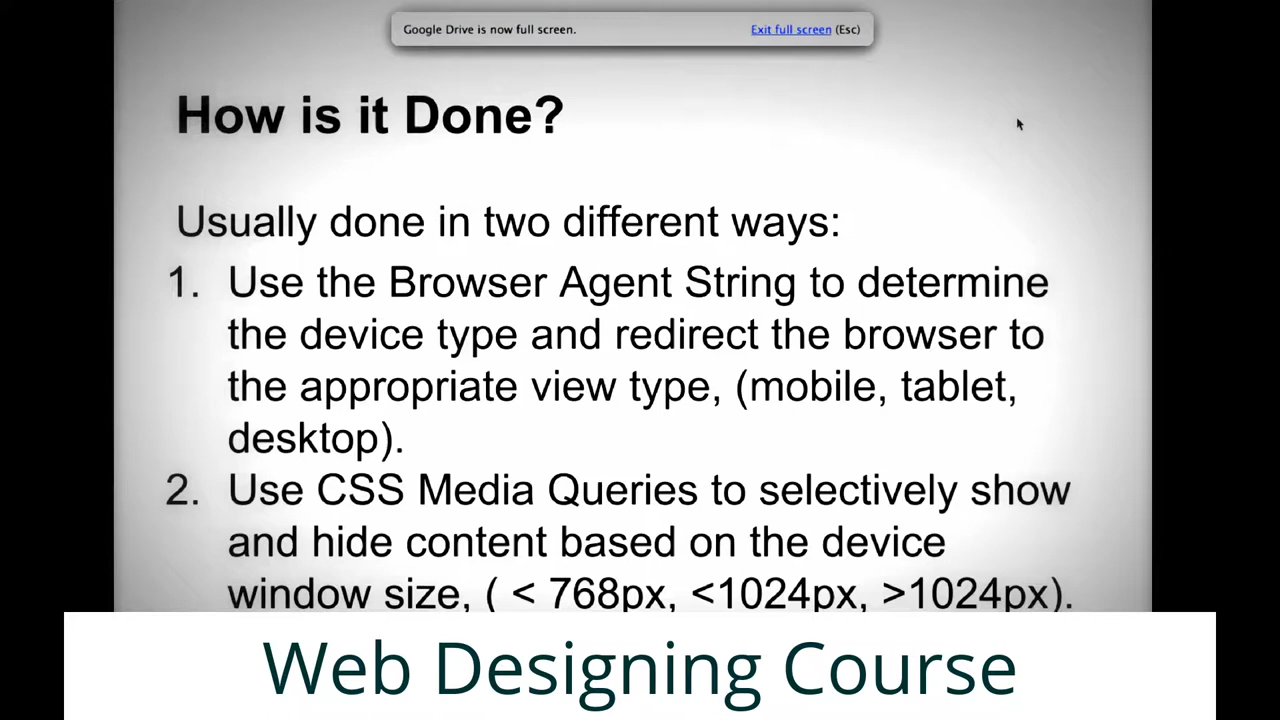 Google Drive is now full screen. Exit full screen (Esc)
How is it Done?
Usually done in two different ways:
1. Use the Browser Agent String to determine
the device type and redirect the browser to
the appropriate view type, (mobile, tablet,
desktop).
2. Use CSS Media Queries to selectively show
and hide content based on the device
window size, ( < 768px, <1024px, >1024px).
Web Designing Course